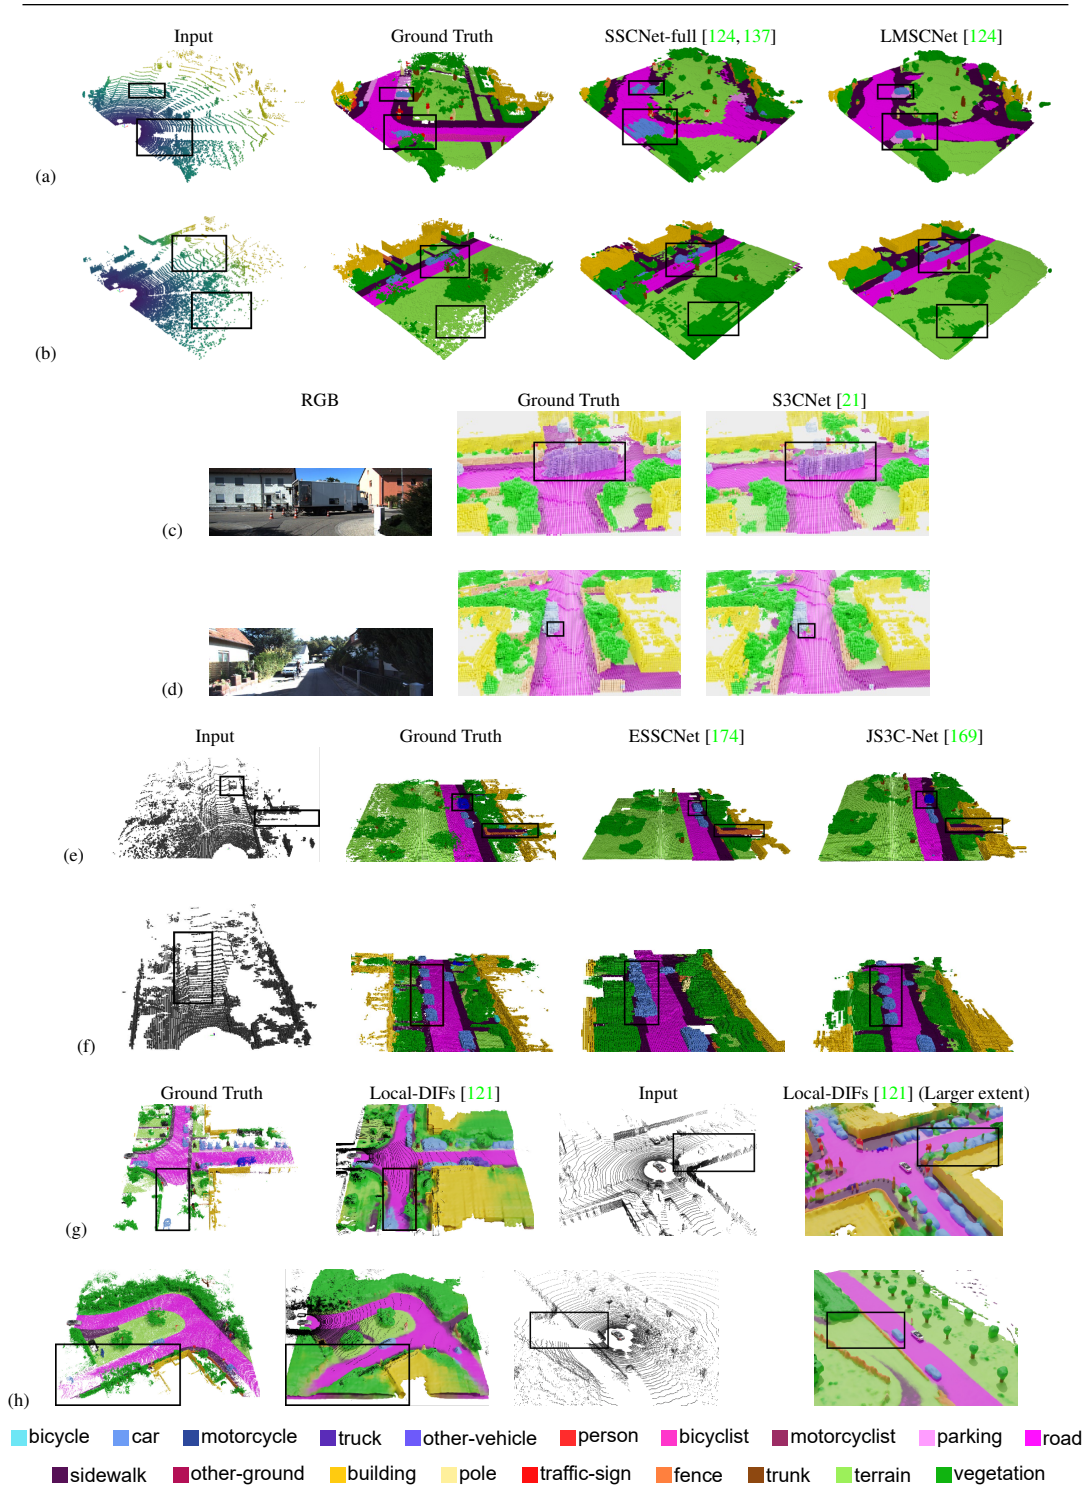 Input Ground Truth SSCNet-full [124, 137] LMSCNet [124]
(a)
(b)
RGB Ground Truth S3CNet [21]
(c)
(d)
Input Ground Truth ESSCNet [174] JS3C-Net [169]
(e)
(f)
Ground Truth Local-DIFs [121] Input Local-DIFs [121] (Larger extent)
(g)
(h)
bicycle car motorcycle truck other-vehicle person bicyclist motorcyclist parking road
sidewalk other-ground building pole traffic-sign fence trunk terrain vegetation